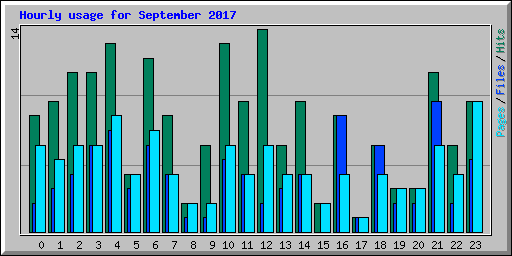 Hourly usage for September 2017
14
Pages/Files/Hits
0 1 2 3 4 5 6 7 8 9 10 11 12 13 14 15 16 17 18 19 20 21 22 23